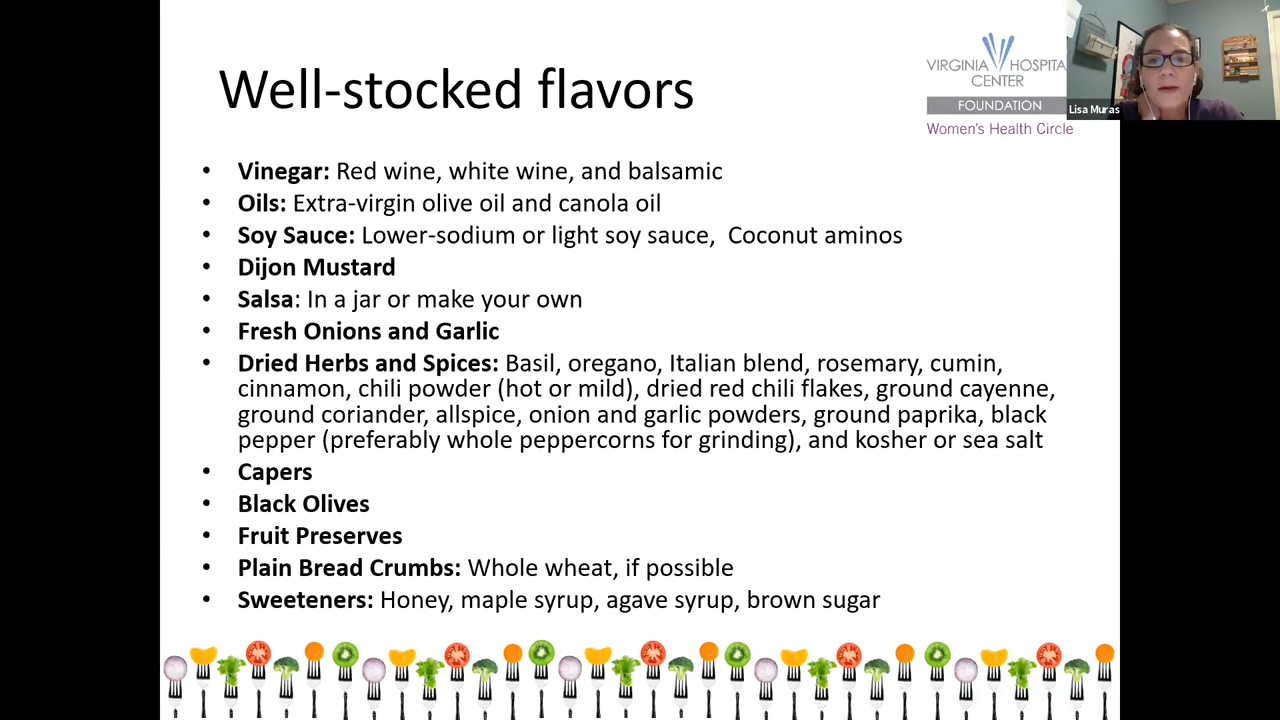 Well-stocked flavors
VIRGINIA HOSPITA
CENTER
FOUNDATION
Women's Health Circle
Lisa Muras
• Vinegar: Red wine, white wine, and balsamic
• Oils: Extra-virgin olive oil and canola oil
• Soy Sauce: Lower-sodium or light soy sauce, Coconut aminos
• Dijon Mustard
• Salsa: In a jar or make your own
• Fresh Onions and Garlic
• Dried Herbs and Spices: Basil, oregano, Italian blend, rosemary, cumin,
cinnamon, chili powder (hot or mild), dried red chili flakes, ground cayenne,
ground coriander, allspice, onion and garlic powders, ground paprika, black
pepper (preferably whole peppercorns for grinding), and kosher or sea salt
• Capers
• Black Olives
• Fruit Preserves
• Plain Bread Crumbs: Whole wheat, if possible
• Sweeteners: Honey, maple syrup, agave syrup, brown sugar